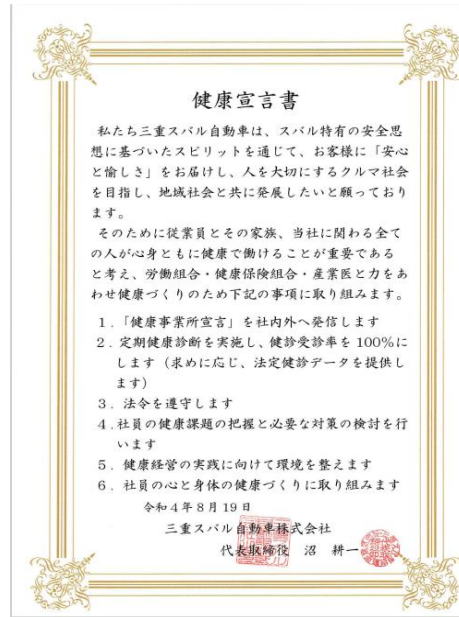 健康宣言書
私たち三重スバル自動車は、スバル特有の安全思
想に基づいたスピリットを通じて、お客様に「安心
と愉しさ」をお届けし、人を大切にするクルマ社会
を目指し、地域社会と共に発展したいと願っており
ます。
そのために従業員とその家族、当社に関わる全て
の人が心身ともに健康で働けることが重要である
と考え、労働組合・健康保険組合・産業医と力をあ
わせ健康づくりのため下記の事項に取り組みます。
1.「健康事業所宣言」を社内外へ発信します
2.定期健康診断を実施し、健診受診率を100%に
します（求めに応じ、法定健診データを提供し
ます）
3.法令を遵守します
4.社員の健康課題の把握と必要な対策の検討を行
います
5.健康経営の実践に向けて環境を整えます
6.社員の心と身体の健康づくりに取り組みます
令和4年8月19日
三重スバル自動車株式会社
代表取締役 沼 耕一